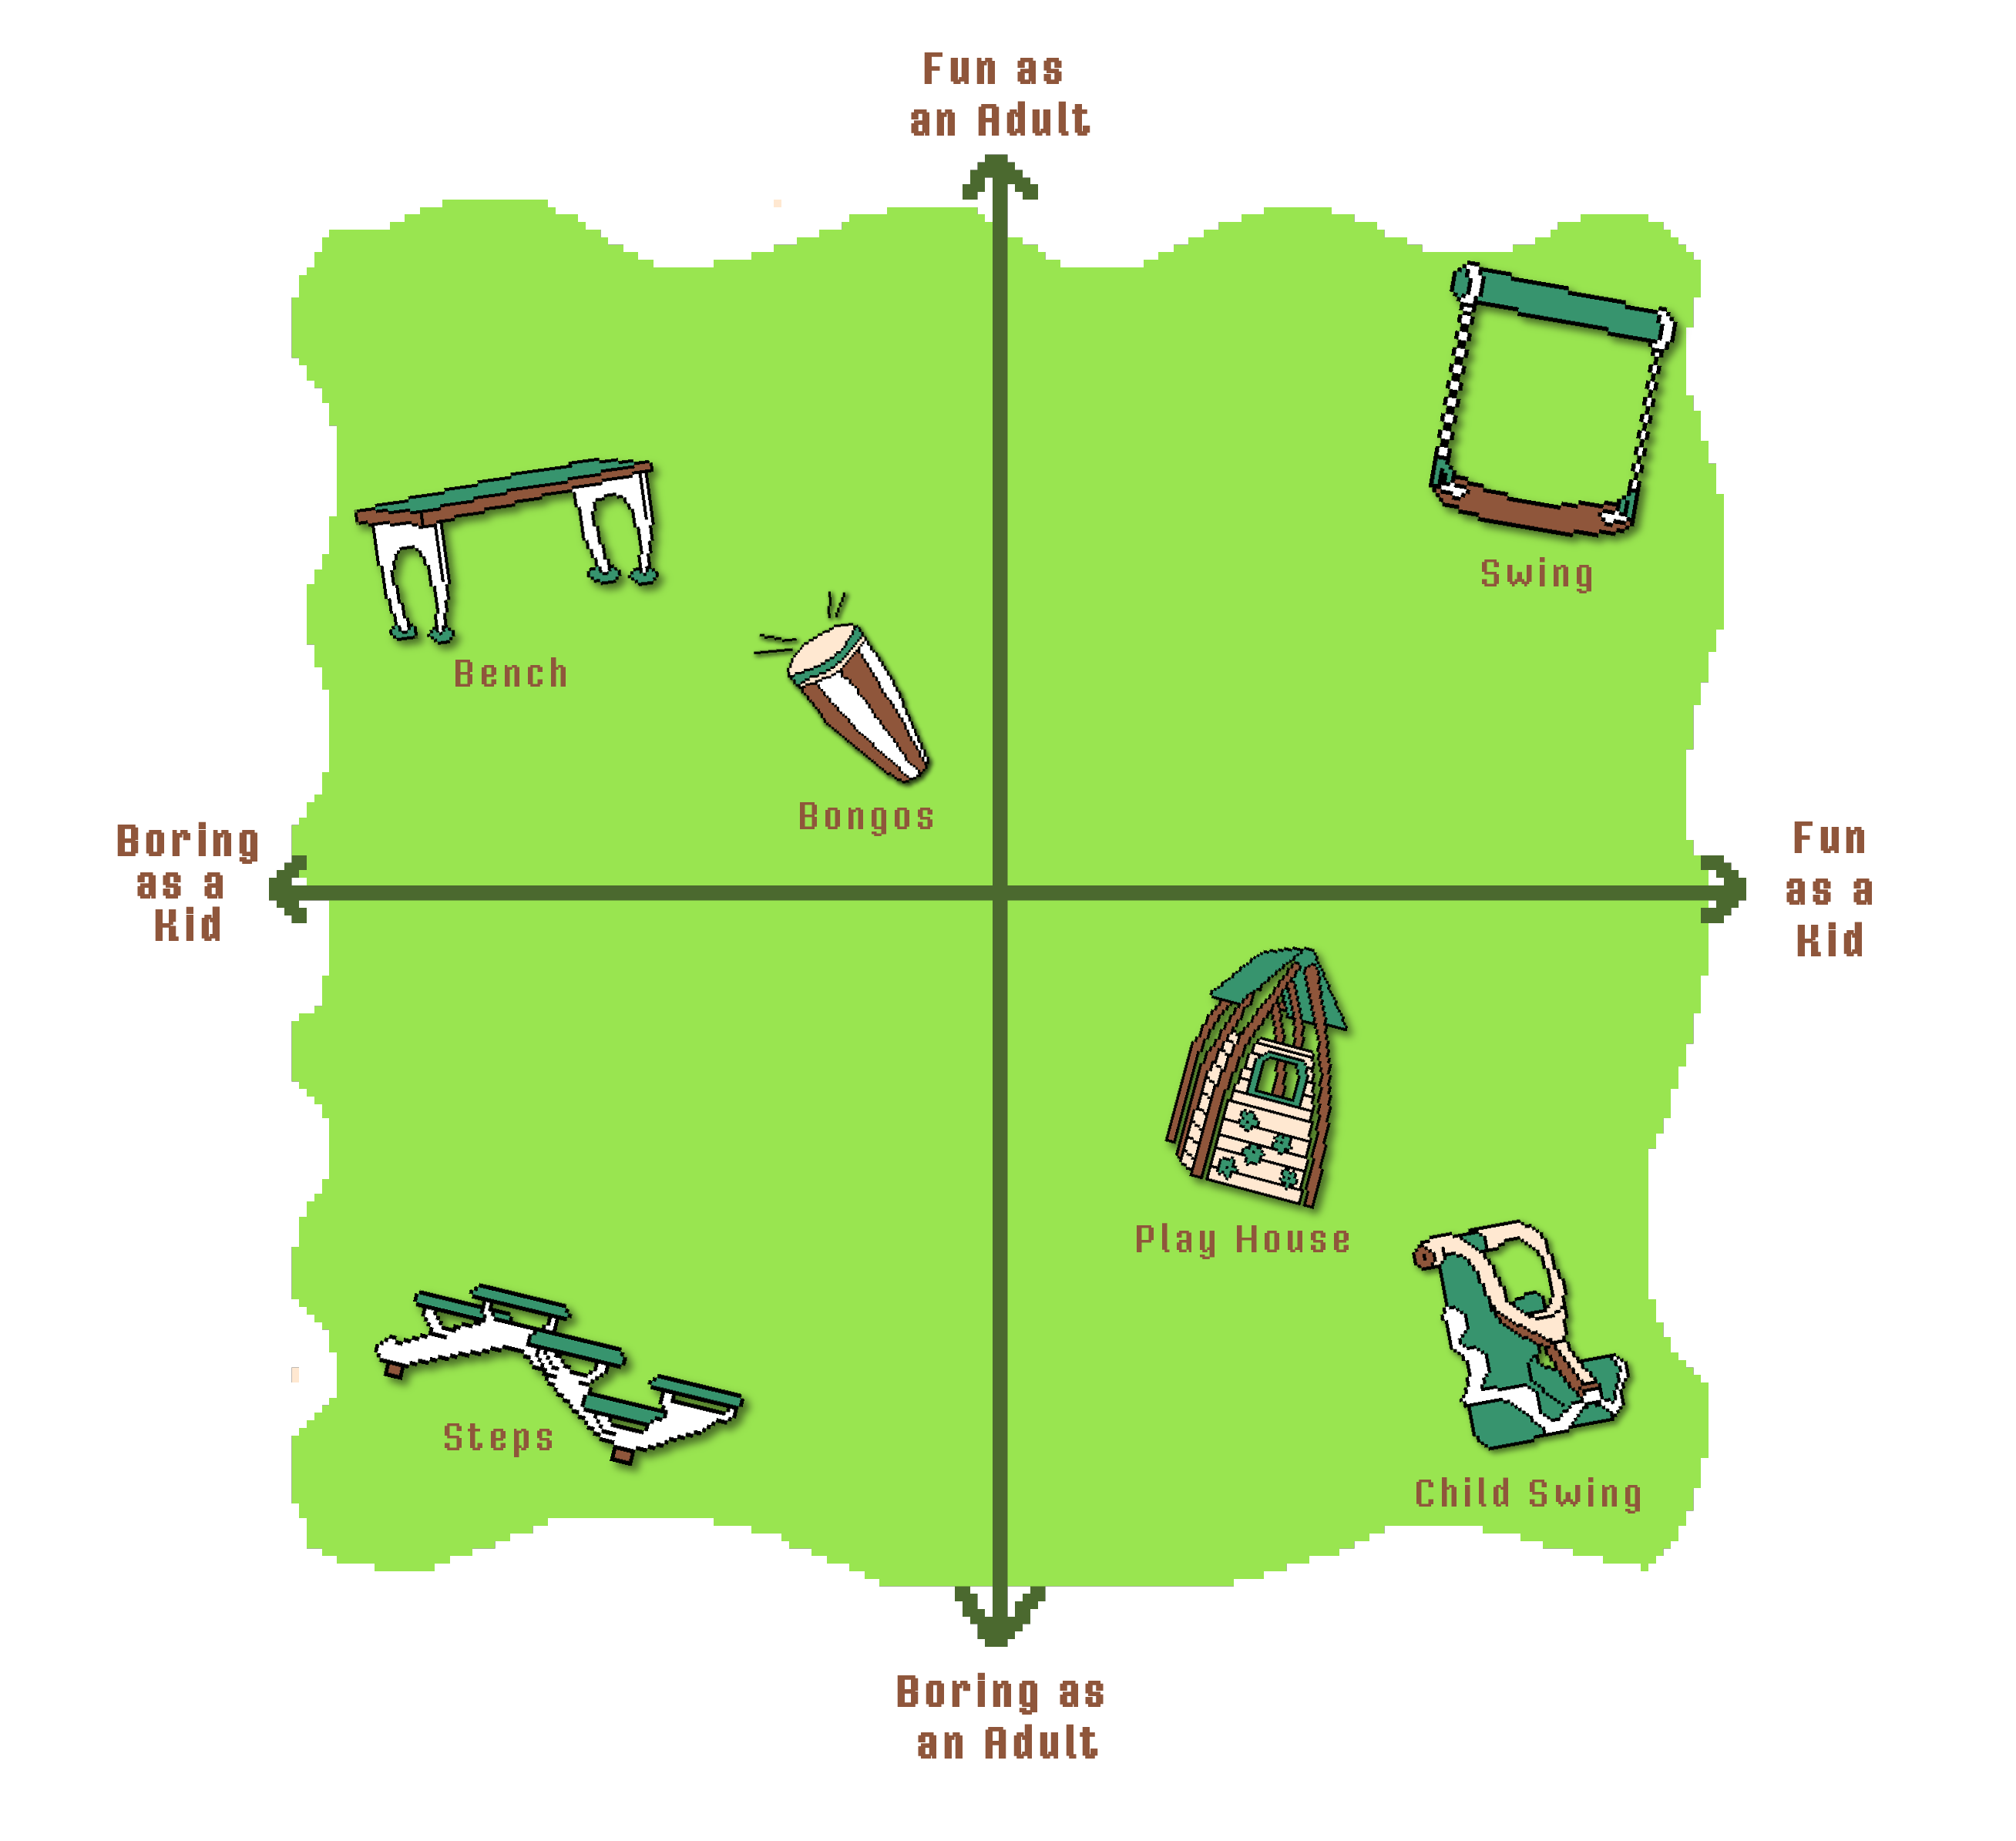 Fun as
an Adult
Swing
Bench
Bongos
Boring
as a
Kid
Fun
as a
Kid
Play House
Steps
Child Swing
Boring as
an Adult